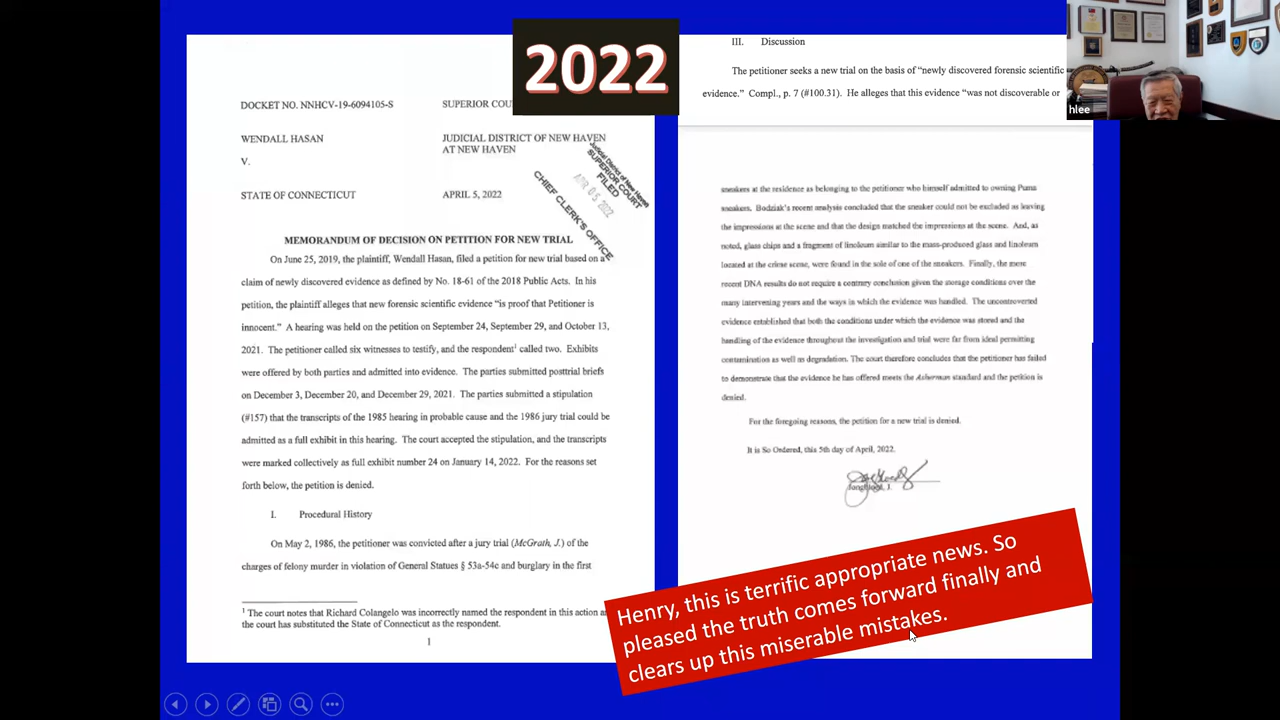 2022
DOCKET NO. NNHCV-19-6094105-S
SUPERIOR COU
WENDALL HASAN
JUDICIAL DISTRICT OF NEW HAVEN
AT NEW HAVEN
V.
STATE OF CONNECTICUT
APRIL 5, 2022
Judicial District of New Haven
SUPERIOR COURT
FILED
APR 05 2022
CHIEF CLERK'S OFFICE
MEMORANDUM OF DECISION ON PETITION FOR NEW TRIAL
On June 25, 2019, the plaintiff, Wendall Hasan, filed a petition for new trial based on a
claim of newly discovered evidence as defined by No. 18-61 of the 2018 Public Acts. In his
petition, the plaintiff alleges that new forensic scientific evidence “is proof that Petitioner is
innocent.” A hearing was held on the petition on September 24, September 29, and October 13,
2021. The petitioner called six witnesses to testify, and the respondent¹ called two. Exhibits
were offered by both parties and admitted into evidence. The parties submitted posttrial briefs
on December 3, December 20, and December 29, 2021. The parties submitted a stipulation
(#157) that the transcripts of the 1985 hearing in probable cause and the 1986 jury trial could be
admitted as a full exhibit in this hearing. The court accepted the stipulation, and the transcripts
were marked collectively as full exhibit number 24 on January 14, 2022. For the reasons set
forth below, the petition is denied.
I. Procedural History
On May 2, 1986, the petitioner was convicted after a jury trial (McGrath, J.) of the
charges of felony murder in violation of General Statues § 53a-54c and burglary in the first
¹ The court notes that Richard Colangelo was incorrectly named the respondent in this action a
the court has substituted the State of Connecticut as the respondent.
1
III. Discussion
The petitioner seeks a new trial on the basis of “newly discovered forensic scientific
evidence.” Compl., p. 7 (#100.31). He alleges that this evidence “was not discoverable or
sneakers at the residence as belonging to the petitioner who himself admitted to owning Puma
sneakers. Bodziak's recent analysis concluded that the sneaker could not be excluded as leaving
the impressions at the scene and that the design matched the impressions at the scene. And, as
noted, glass chips and a fragment of linoleum similar to the mass-produced glass and linoleum
located at the crime scene, were found in the sole of one of the sneakers. Finally, the mere
recent DNA results do not require a contrary conclusion given the storage conditions over the
many intervening years and the ways in which the evidence was handled. The uncontroverted
evidence established that both the conditions under which the evidence was stored and the
handling of the evidence throughout the investigation and trial were far from ideal permitting
contamination as well as degradation. The court therefore concludes that the petitioner has failed
to demonstrate that the evidence he has offered meets the Asherman standard and the petition is
denied.
For the foregoing reasons, the petition for a new trial is denied.
It is So Ordered, this 5th day of April, 2022.
Henry, this is terrific appropriate news. So
pleased the truth comes forward finally and
clears up this miserable mistakes.
hlee